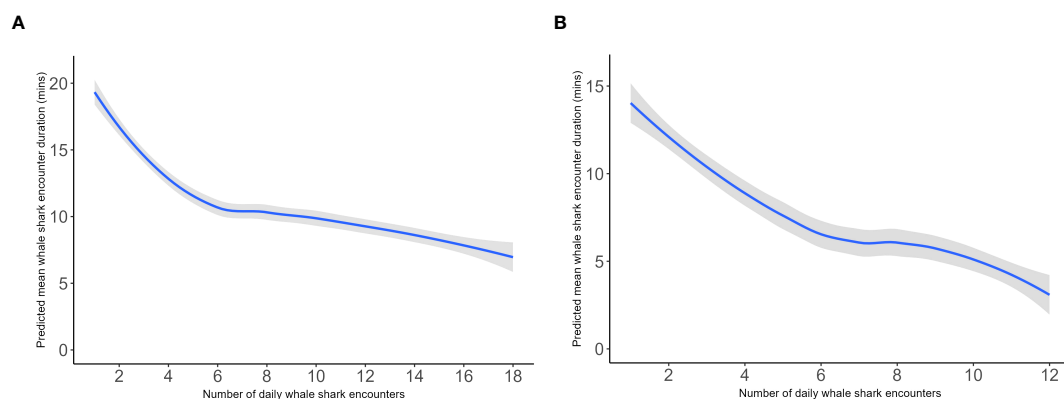 A
Predicted mean whale shark encounter duration (mins)
20
15
10
5
0
2 4 6 8 10 12 14 16 18
Number of daily whale shark encounters
B
Predicted mean whale shark encounter duration (mins)
15
10
5
0
2 4 6 8 10 12
Number of daily whale shark encounters